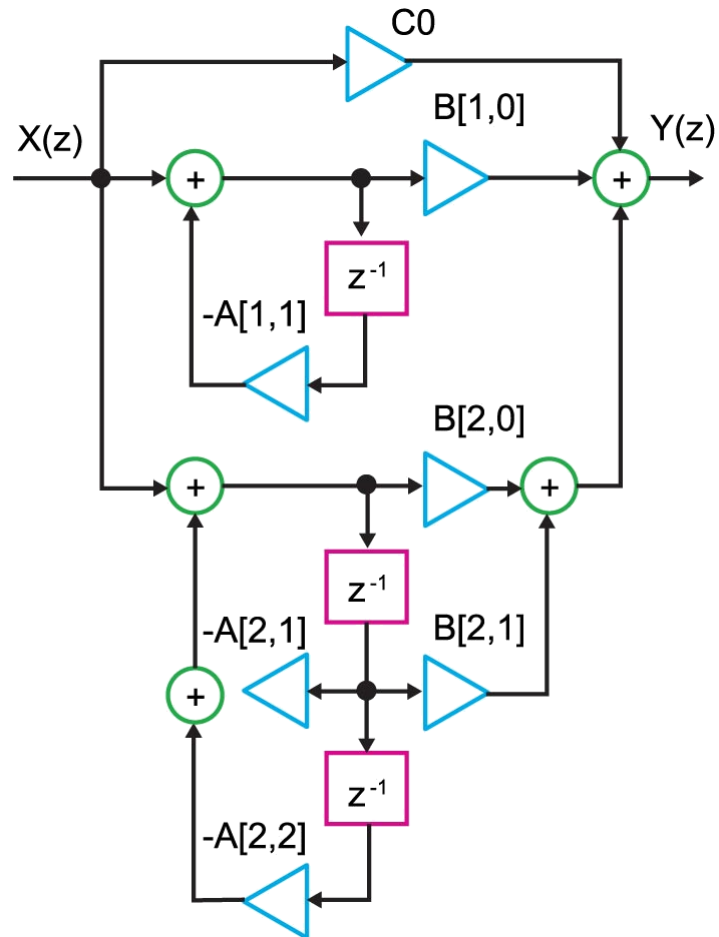 C0
B[1,0]
X(z)
Y(z)
+
+
z⁻¹
-A[1,1]
B[2,0]
+
+
z⁻¹
-A[2,1]
B[2,1]
+
z⁻¹
-A[2,2]